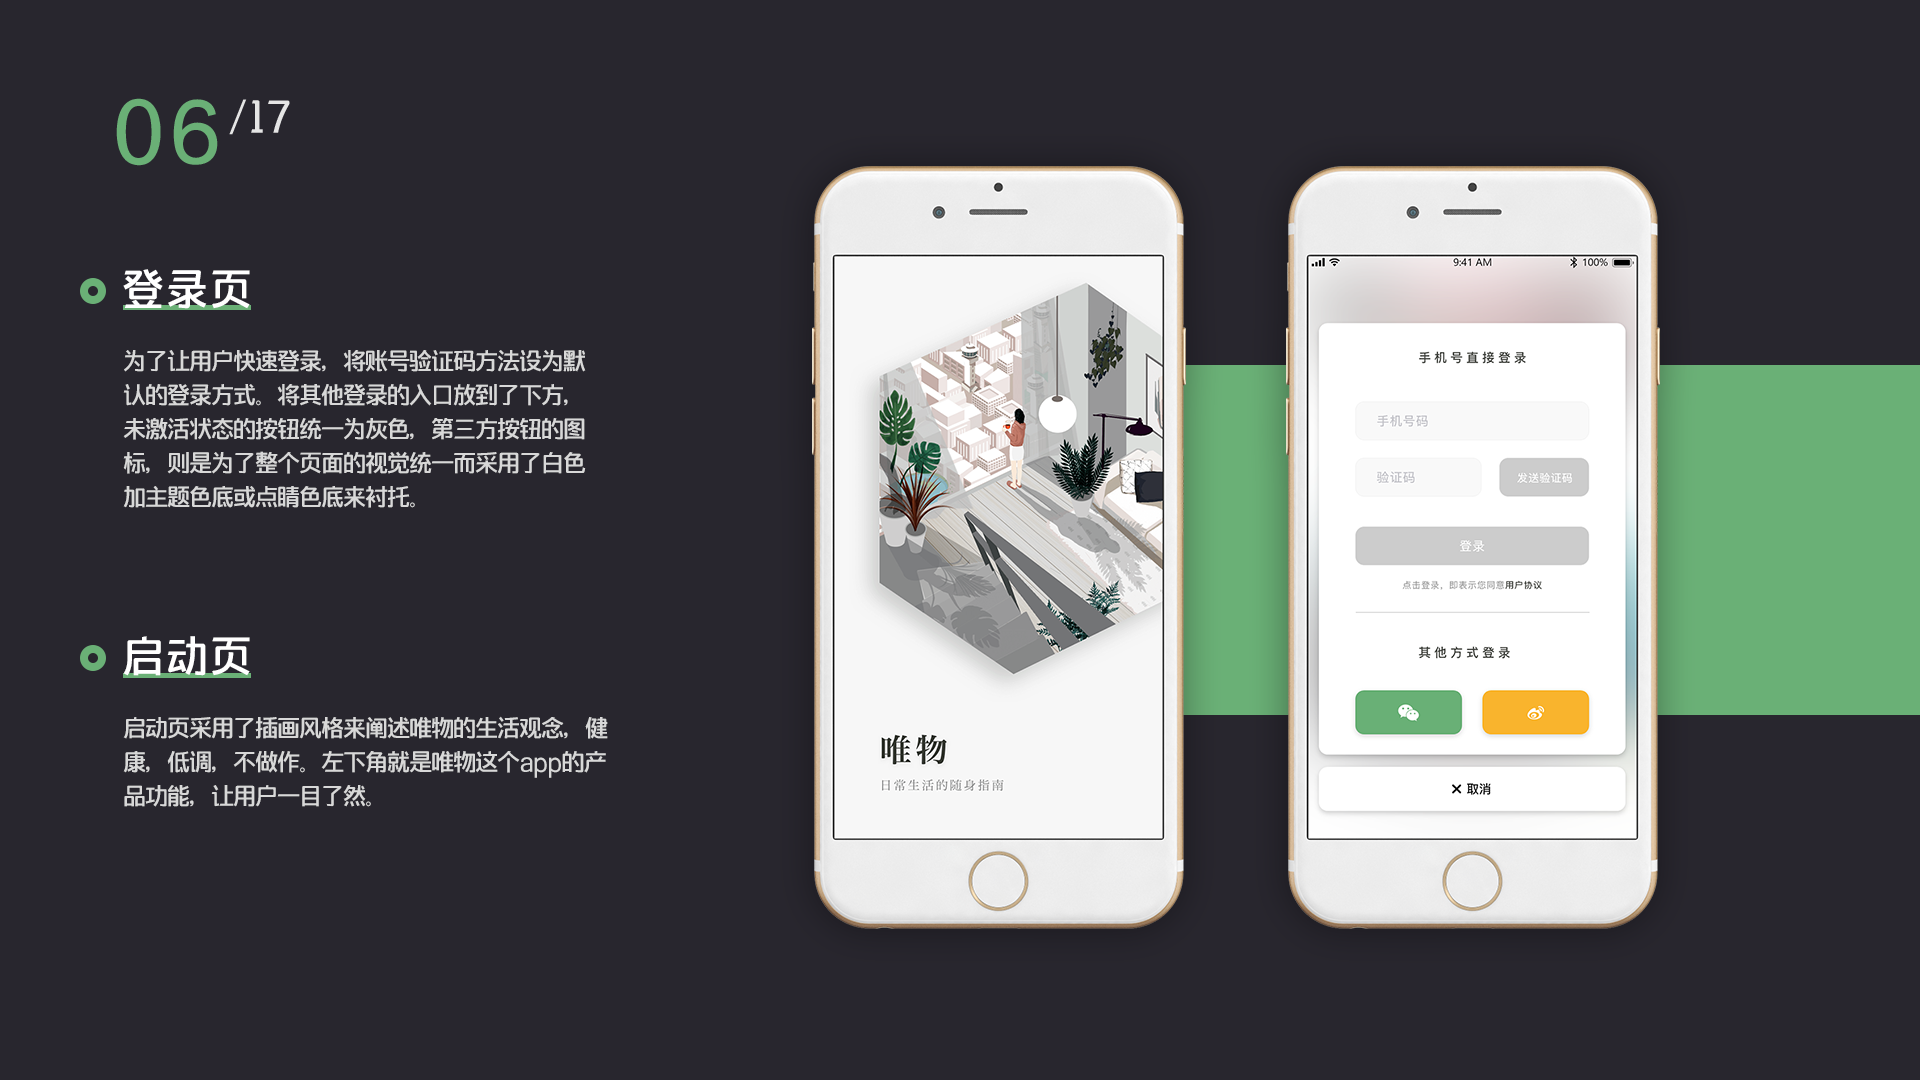 06/17
登录页
为了让用户快速登录，将账号验证码方法设为默
认的登录方式。将其他登录的入口放到了下方，
未激活状态的按钮统一为灰色，第三方按钮的图
标，则是为了整个页面的视觉统一而采用了白色
加主题色底或点睛色底来衬托。
启动页
启动页采用了插画风格来阐述唯物的生活观念，健
康，低调，不做作。左下角就是唯物这个app的产
品功能，让用户一目了然。
唯物
日常生活的随身指南
9:41 AM
100%
手机号直接登录
手机号码
验证码
发送验证码
登录
点击登录，即表示您同意用户协议
其他方式登录
取消